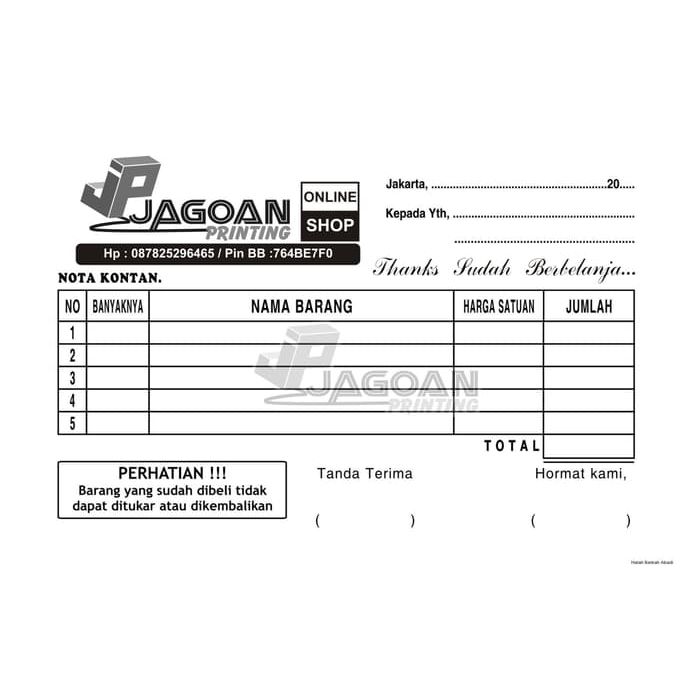 JP JAGOAN
PRINTING
ONLINE
SHOP
Hp : 087825296465 / Pin BB :764BE7F0
Jakarta, ............................................20.....
Kepada Yth, ..............................................
..............................................
Thanks Sudah Berbelanja...
NOTA KONTAN.
NO BANYAKNYA NAMA BARANG HARGA SATUAN JUMLAH
1
2
3
4
5
JP JAGOAN
PRINTING
TOTAL
PERHATIAN !!!
Barang yang sudah dibeli tidak
dapat ditukar atau dikembalikan
Tanda Terima
Hormat kami,
( )
( )